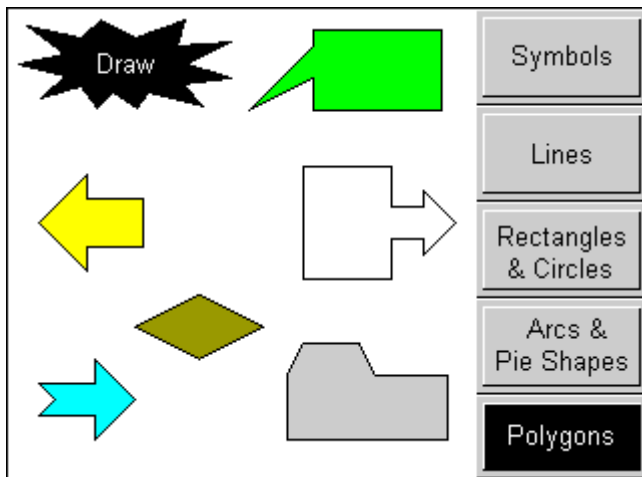 Draw
Symbols
Lines
Rectangles
& Circles
Arcs &
Pie Shapes
Polygons